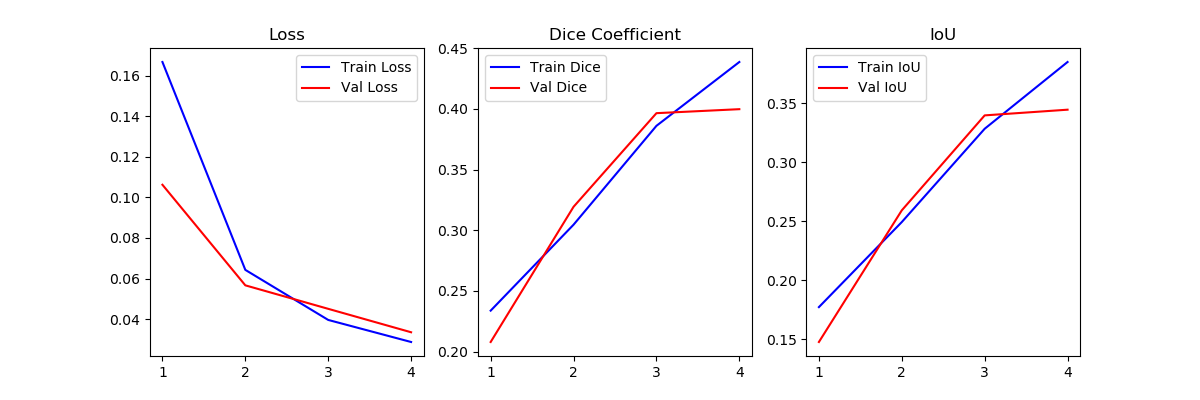 Loss
0.16
0.14
0.12
0.10
0.08
0.06
0.04
1 2 3 4
Train Loss
Val Loss
Dice Coefficient
0.45
0.40
0.35
0.30
0.25
0.20
1 2 3 4
Train Dice
Val Dice
IoU
0.35
0.30
0.25
0.20
0.15
1 2 3 4
Train IoU
Val IoU